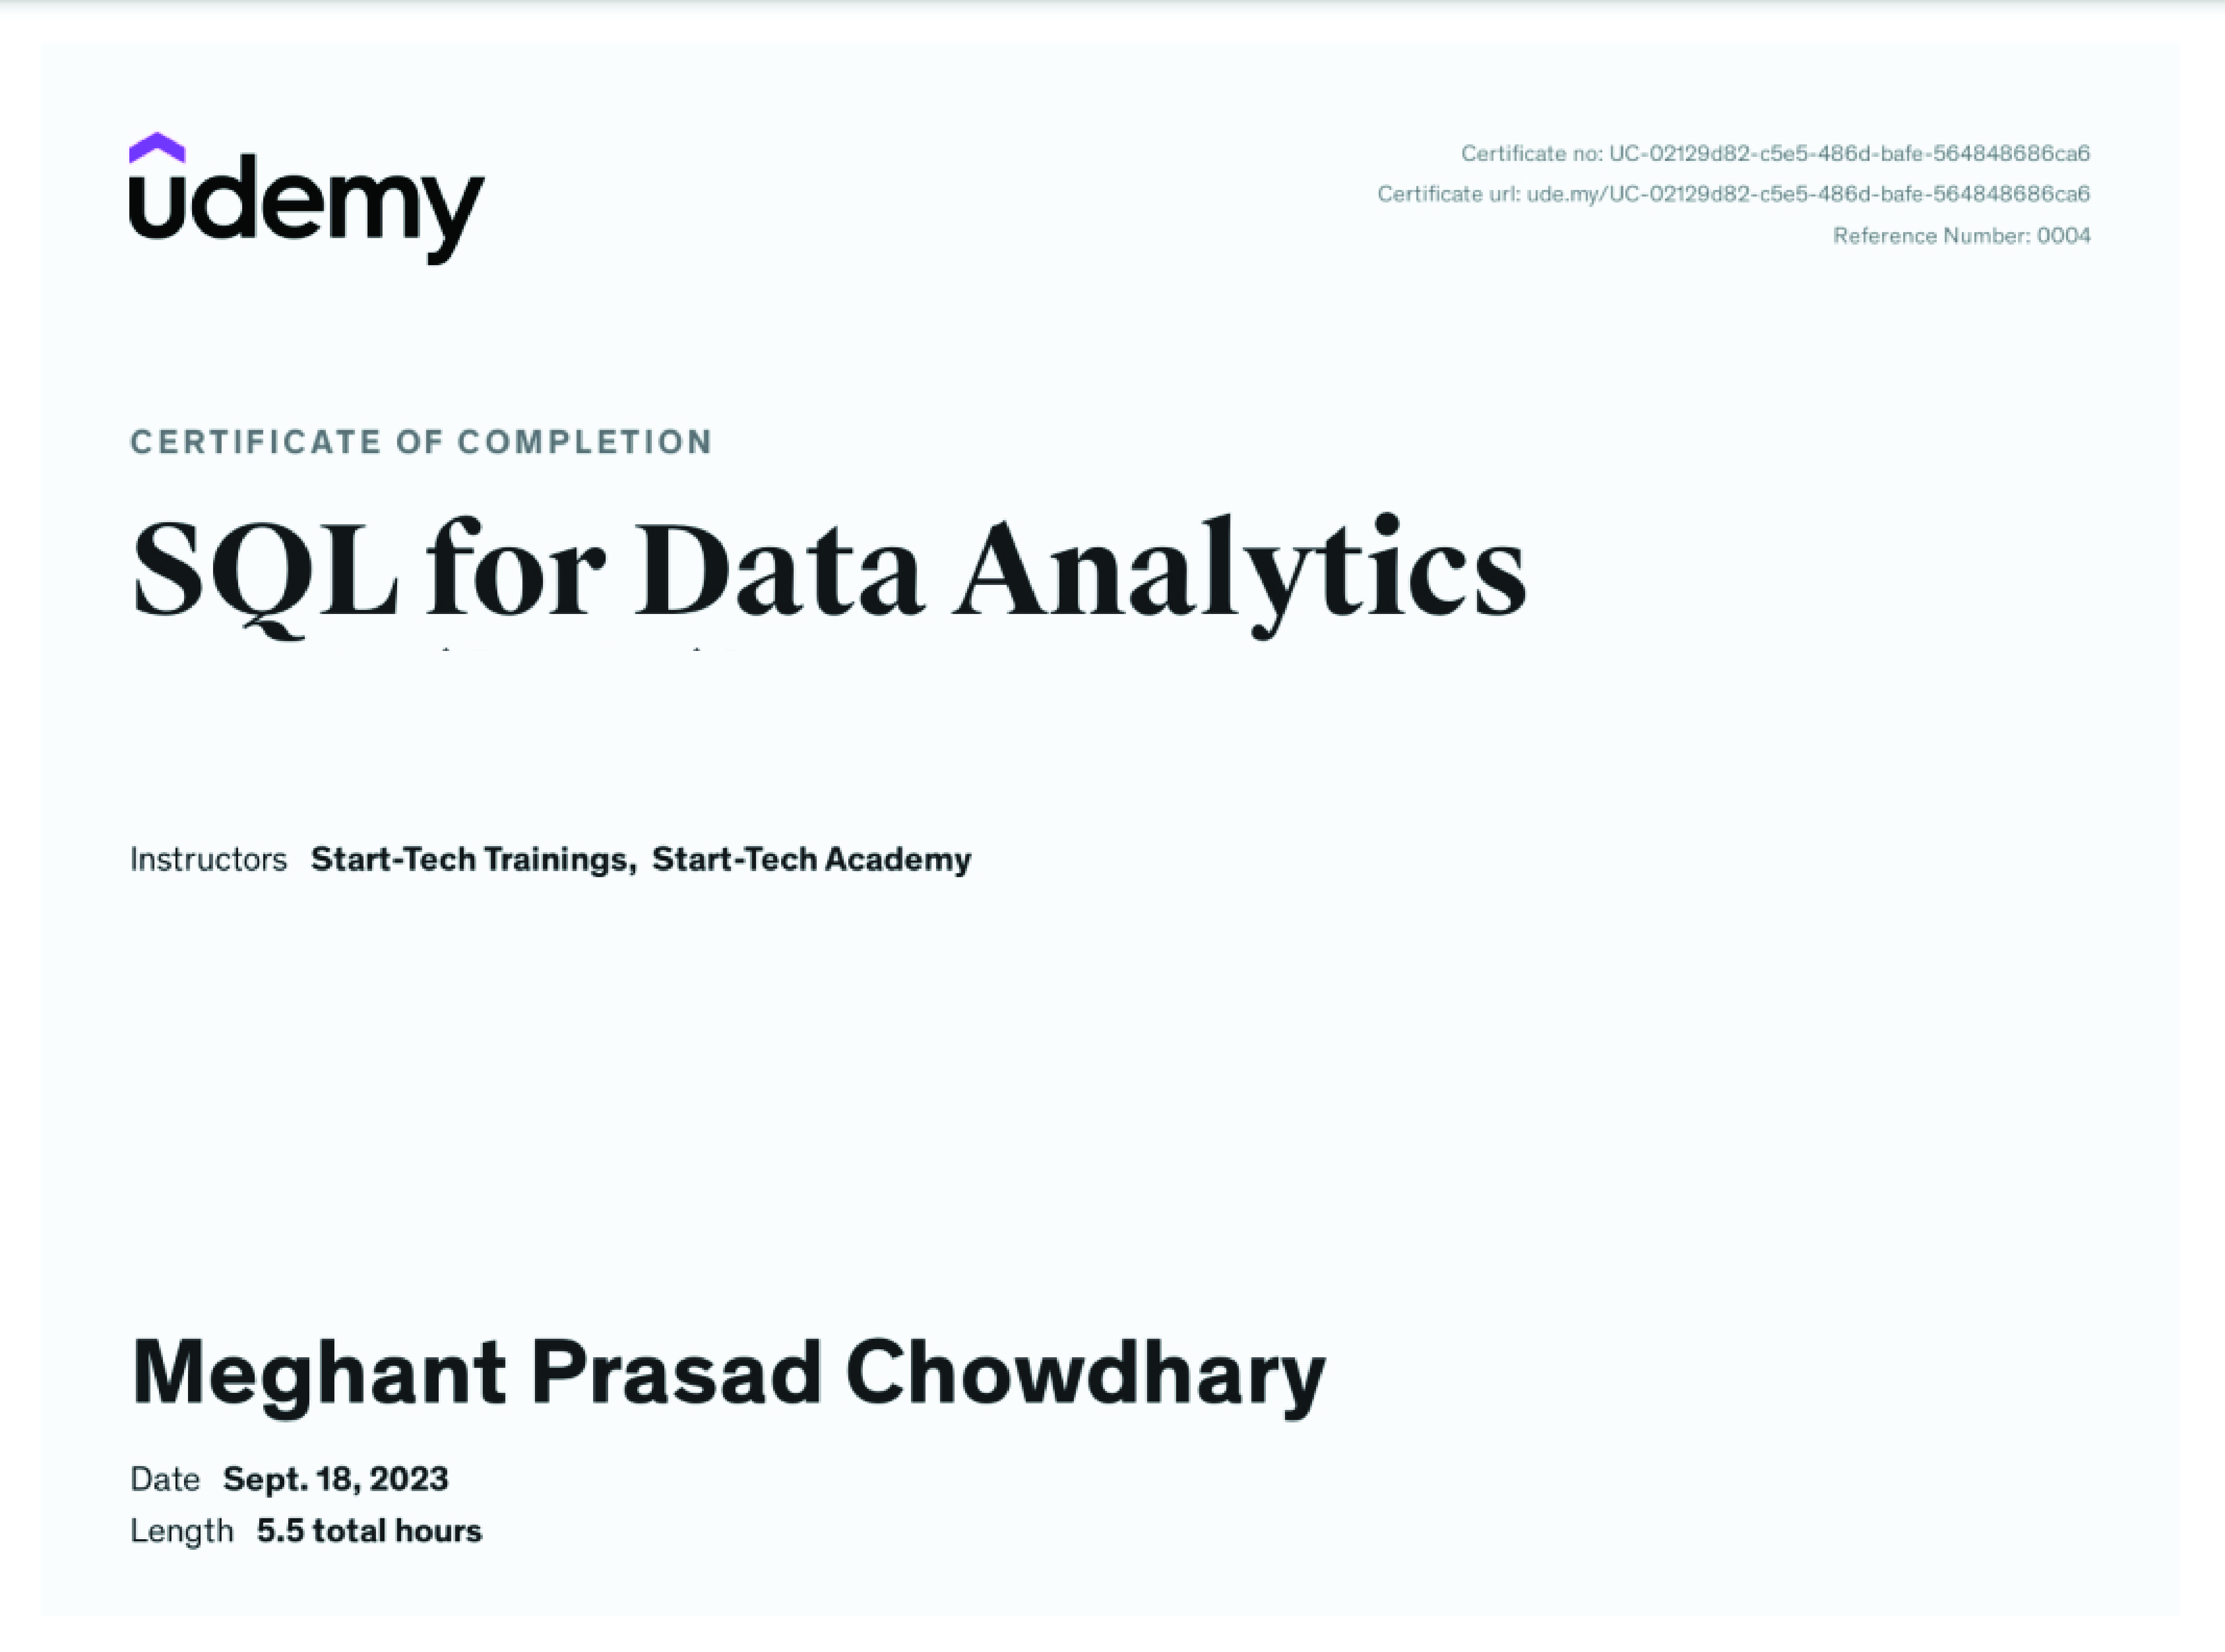 udemy
Certificate no: UC-02129d82-c5e5-486d-bafe-564848686ca6
Certificate url: ude.my/UC-02129d82-c5e5-486d-bafe-564848686ca6
Reference Number: 0004
CERTIFICATE OF COMPLETION
SQL for Data Analytics
Instructors Start-Tech Trainings, Start-Tech Academy
Meghant Prasad Chowdhary
Date Sept. 18, 2023
Length 5.5 total hours